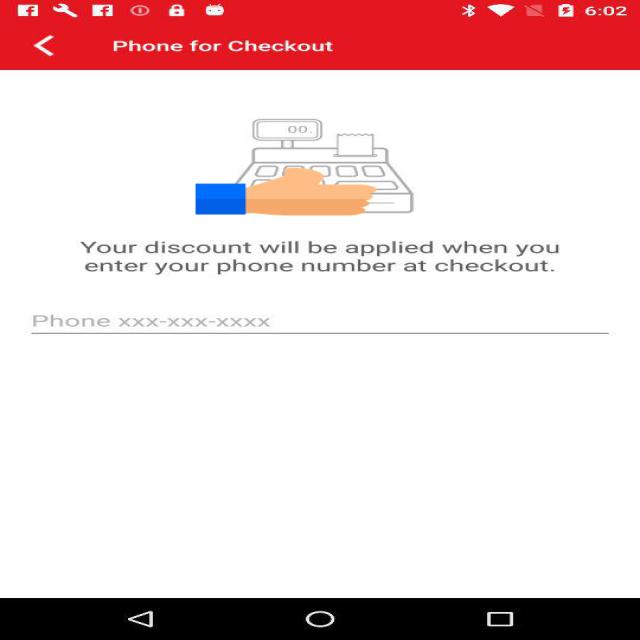 6:02
Phone for Checkout
00.
Your discount will be applied when you
enter your phone number at checkout.
Phone xxx-xxx-xxxx